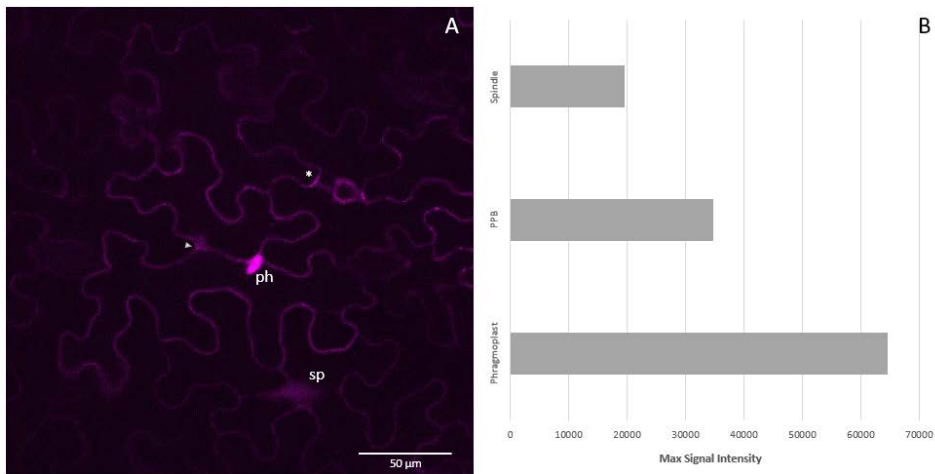 A
*
ph
sp
50 µm
B
Spindle
PPB
Phragmoplast
0 10000 20000 30000 40000 50000 60000 70000
Max Signal Intensity